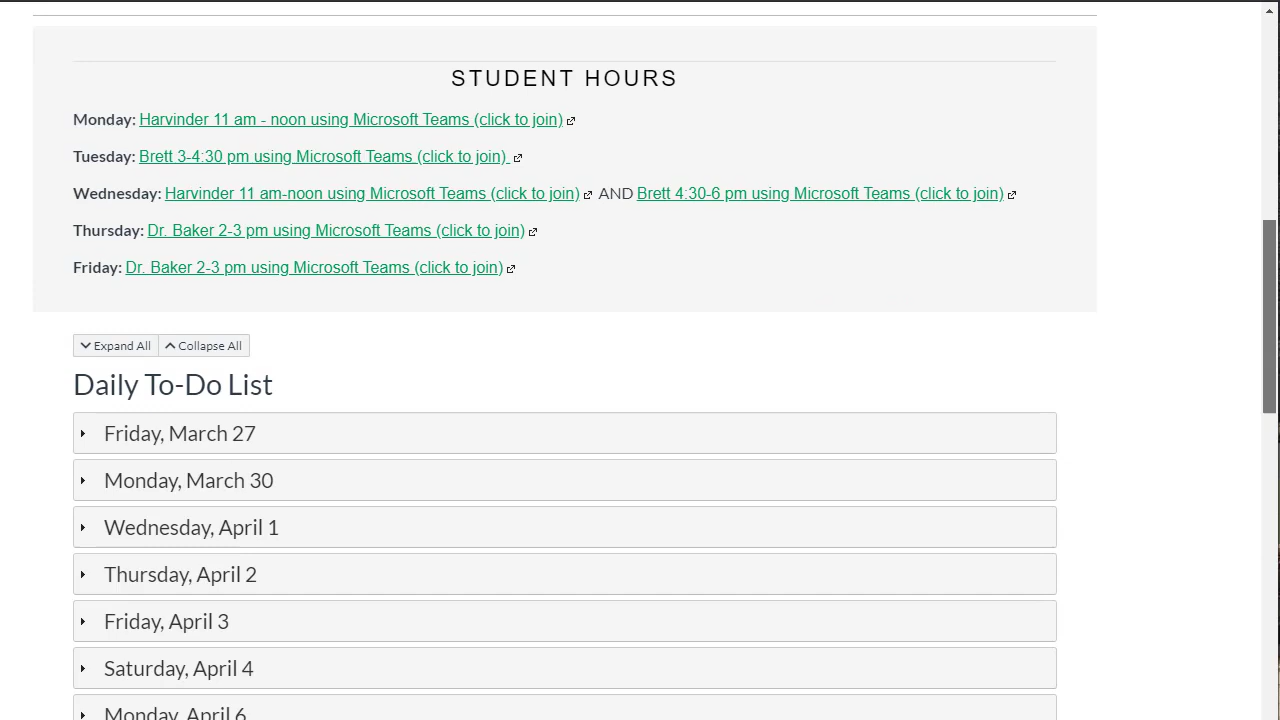 STUDENT HOURS
Monday: Harvinder 11 am - noon using Microsoft Teams (click to join)
Tuesday: Brett 3-4:30 pm using Microsoft Teams (click to join)
Wednesday: Harvinder 11 am-noon using Microsoft Teams (click to join) AND Brett 4:30-6 pm using Microsoft Teams (click to join)
Thursday: Dr. Baker 2-3 pm using Microsoft Teams (click to join)
Friday: Dr. Baker 2-3 pm using Microsoft Teams (click to join)
Expand All Collapse All
Daily To-Do List
Friday, March 27
Monday, March 30
Wednesday, April 1
Thursday, April 2
Friday, April 3
Saturday, April 4
Monday, April 6